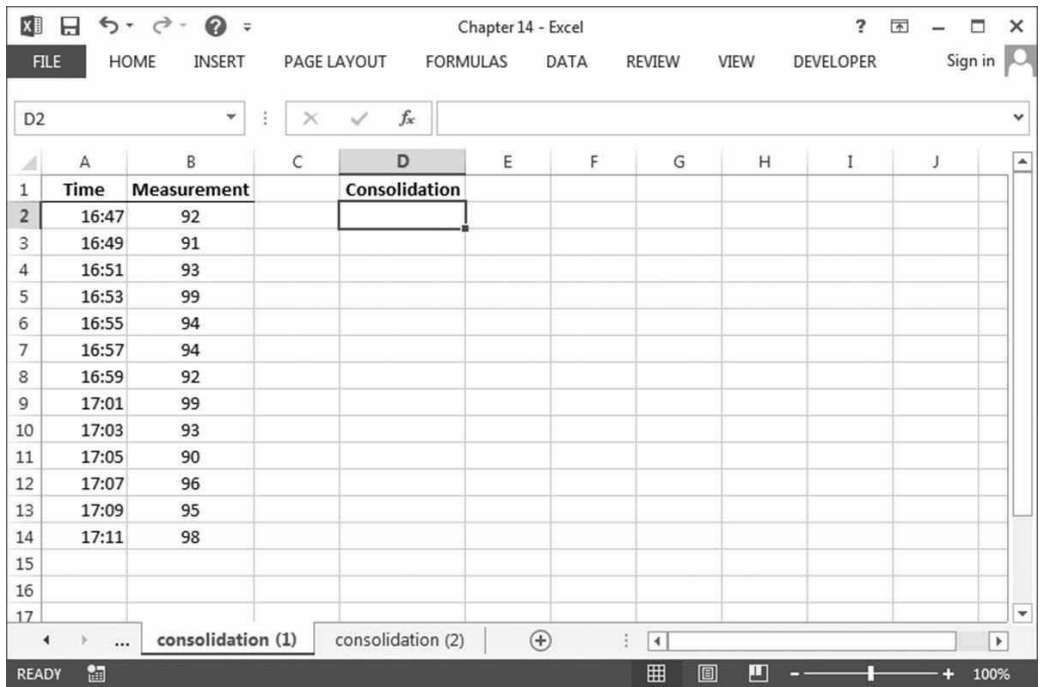 Chapter 14 - Excel
FILE HOME INSERT PAGE LAYOUT FORMULAS DATA REVIEW VIEW DEVELOPER Sign in
D2 fx
A B C D E F G H I J
1 Time Measurement Consolidation
2 16:47 92
3 16:49 91
4 16:51 93
5 16:53 99
6 16:55 94
7 16:57 94
8 16:59 92
9 17:01 99
10 17:03 93
11 17:05 90
12 17:07 96
13 17:09 95
14 17:11 98
15
16
17
... consolidation (1) consolidation (2)
READY 100%